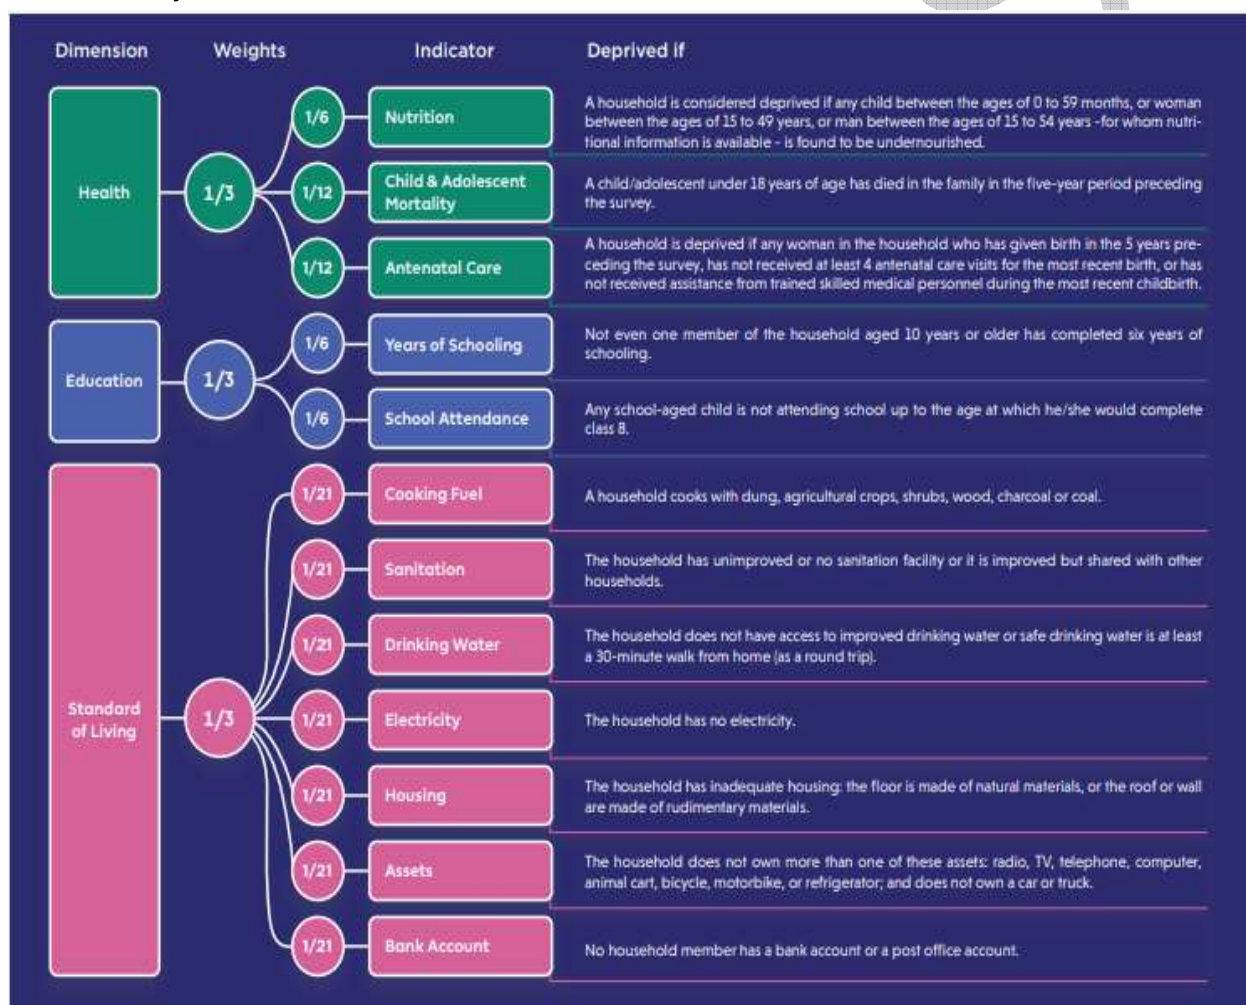 Dimension Weights Indicator Deprived if
Health
1/3
1/6
Nutrition
A household is considered deprived if any child between the ages of 0 to 59 months, or woman
between the ages of 15 to 49 years, or man between the ages of 15 to 54 years -for whom nutri-
tional information is available - is found to be undernourished.
1/12
Child & Adolescent
Mortality
A child/adolescent under 18 years of age has died in the family in the five-year period preceding
the survey.
1/12
Antenatal Care
A household is deprived if any woman in the household who has given birth in the 5 years pre-
ceding the survey, has not received at least 4 antenatal care visits for the most recent birth, or has
not received assistance from trained skilled medical personnel during the most recent childbirth.
Education
1/3
1/6
Years of Schooling
Not even one member of the household aged 10 years or older has completed six years of
schooling.
1/6
School Attendance
Any school-aged child is not attending school up to the age at which he/she would complete
class 8.
Standard
of Living
1/3
1/21
Cooking Fuel
A household cooks with dung, agricultural crops, shrubs, wood, charcoal or coal.
1/21
Sanitation
The household has unimproved or no sanitation facility or it is improved but shared with other
households.
1/21
Drinking Water
The household does not have access to improved drinking water or safe drinking water is at least
a 30-minute walk from home (as a round trip).
1/21
Electricity
The household has no electricity.
1/21
Housing
The household has inadequate housing: the floor is made of natural materials, or the roof or wall
are made of rudimentary materials.
1/21
Assets
The household does not own more than one of these assets: radio, TV, telephone, computer,
animal cart, bicycle, motorbike, or refrigerator; and does not own a car or truck.
1/21
Bank Account
No household member has a bank account or a post office account.